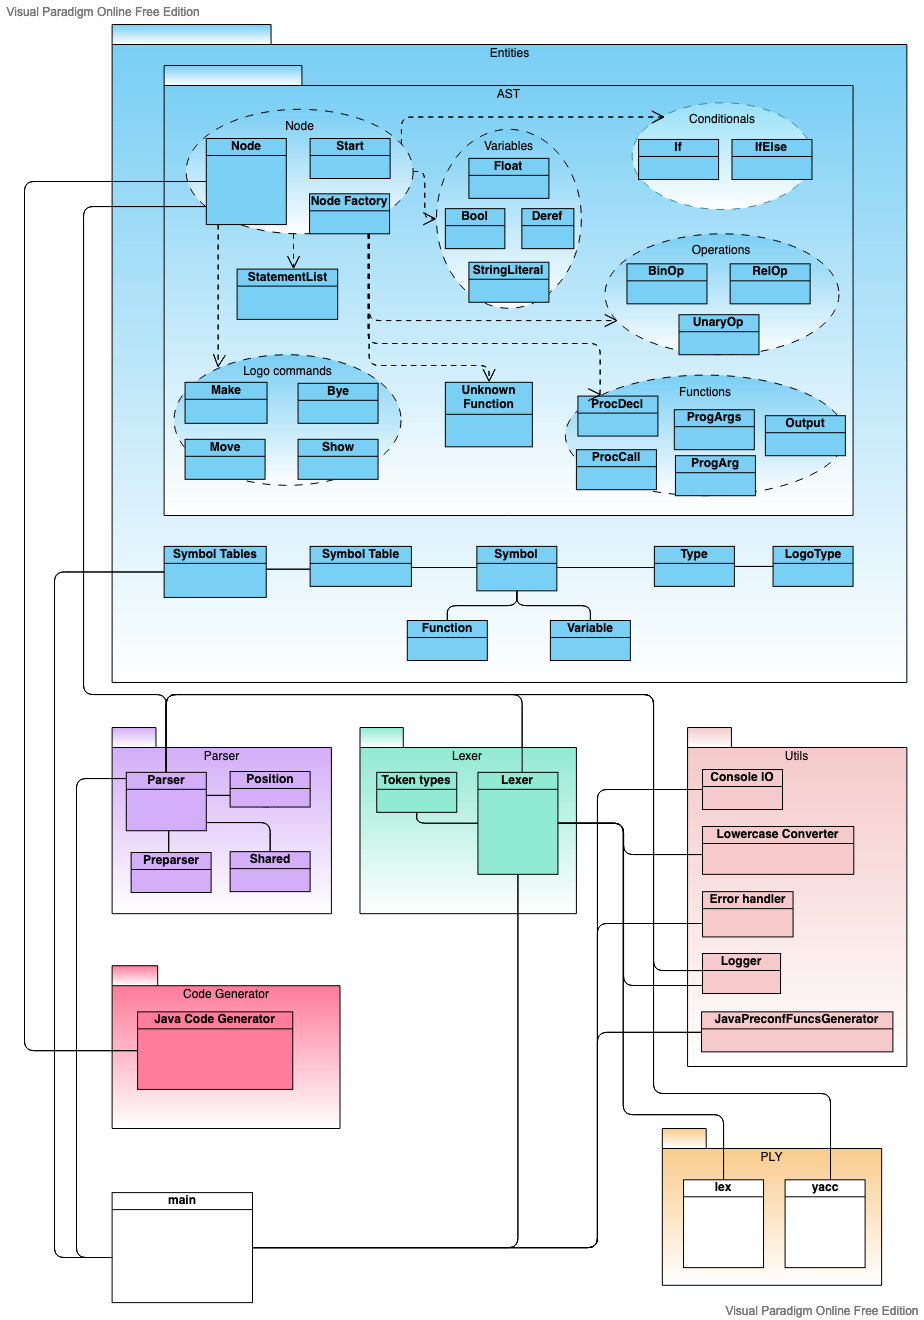 Visual Paradigm Online Free Edition
Entities
AST
Node
Node
Start
Node Factory
Variables
Float
Bool
Deref
StringLiteral
Conditionals
If
IfElse
Operations
BinOp
RelOp
UnaryOp
StatementList
Logo commands
Make
Bye
Move
Show
Unknown
Function
Functions
ProcDecl
ProgArgs
Output
ProcCall
ProgArg
Symbol Tables
Symbol Table
Symbol
Type
LogoType
Function
Variable
Parser
Parser
Position
Preparser
Shared
Lexer
Token types
Lexer
Utils
Console IO
Lowercase Converter
Error handler
Logger
JavaPreconfFuncsGenerator
Code Generator
Java Code Generator
main
PLY
lex
yacc
Visual Paradigm Online Free Edition